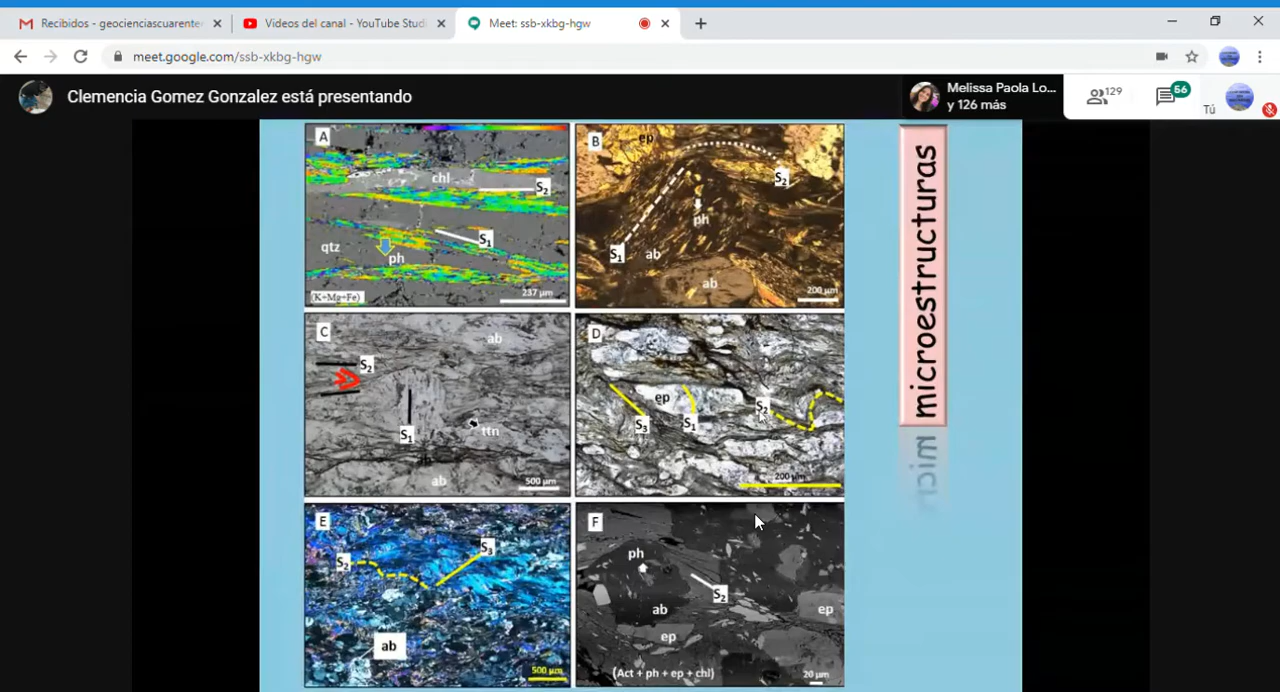 Recibidos - geocienciascuarente
Videos del canal - YouTube Stud
Meet: ssb-xkbg-hgw
meet.google.com/ssb-xkbg-hgw
Clemencia Gomez Gonzalez está presentando
Melissa Paola Lo...
y 126 más
129
56
Tú
A
chl
S2
S1
qtz
ph
(K+Mg+Fe)
237 µm
B
ep
S2
ph
S1
ab
ab
200 µm
microestructuras
C
ab
S2
S1
ttn
ab
500 µm
D
ep
S2
S3
S1
200 µm
E
S3
S2
ab
500 µm
F
ph
S2
ab
ep
ep
(Act + ph + ep + chl)
20 µm